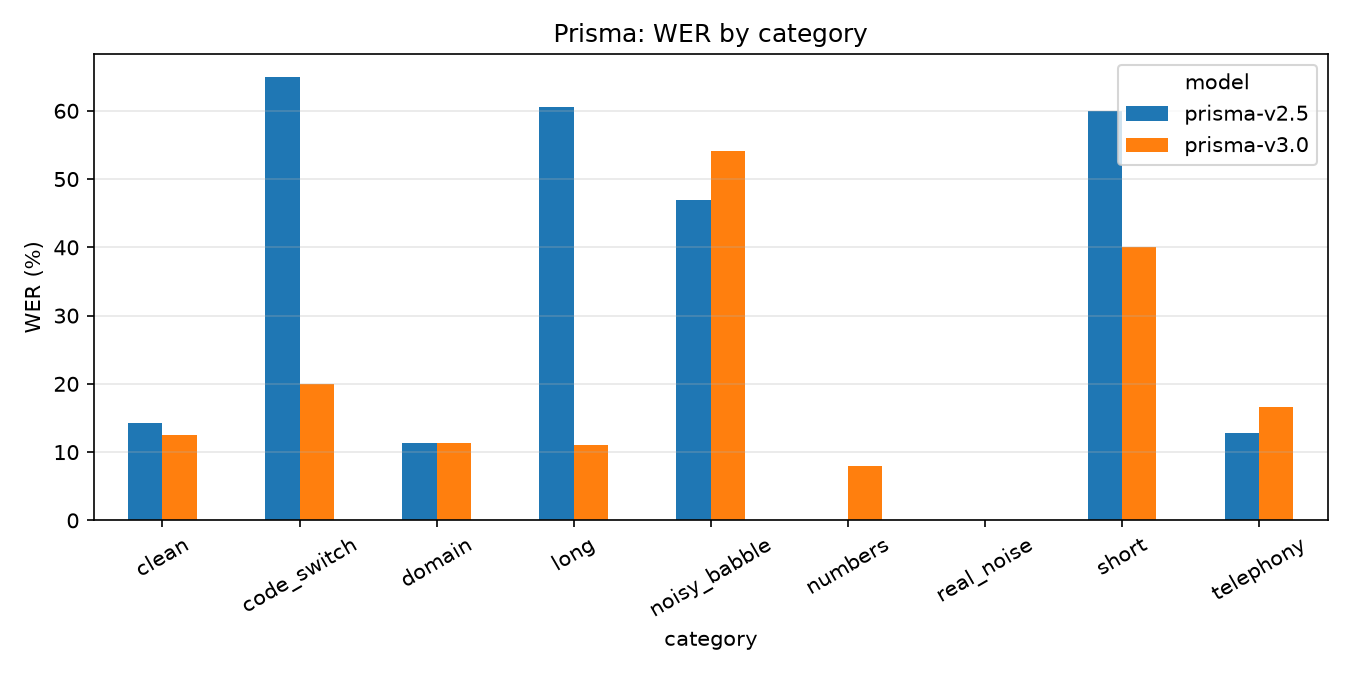 Prisma: WER by category
model
prisma-v2.5
prisma-v3.0
WER (%)
60
50
40
30
20
10
0
clean
code_switch
domain
long
noisy_babble
numbers
real_noise
short
telephony
category